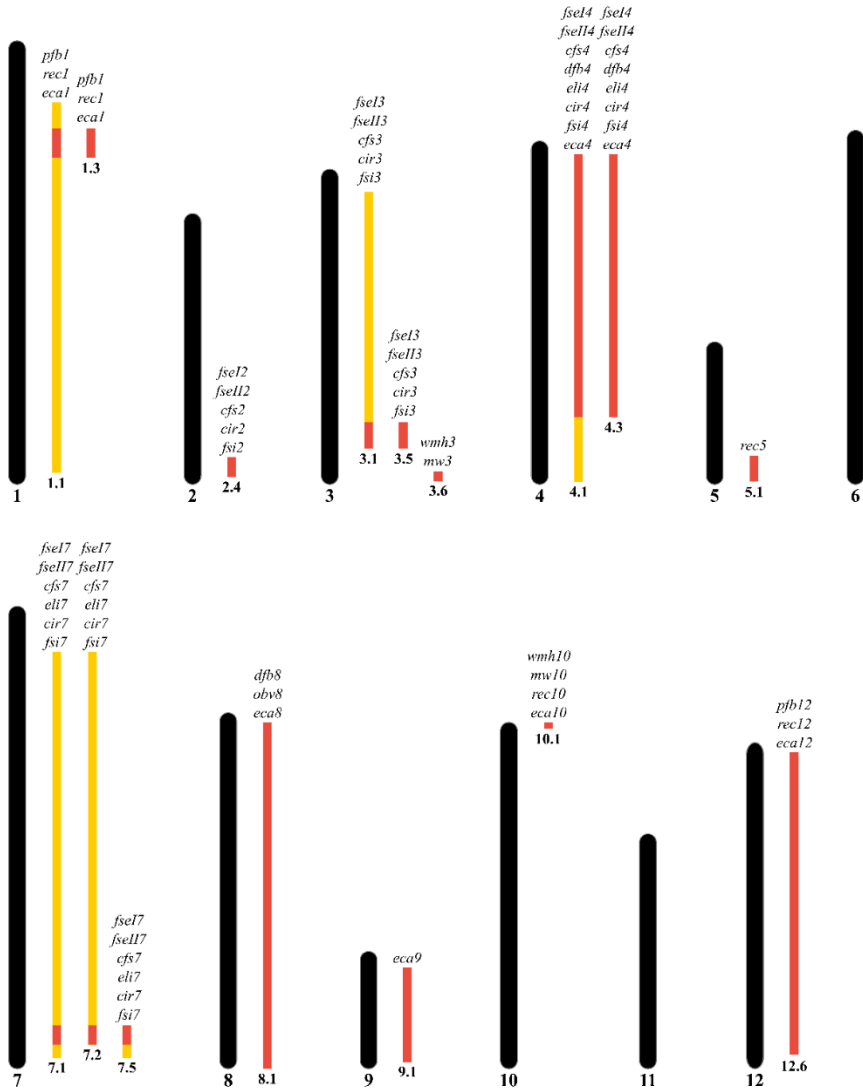 pfb1
rec1
eca1
1.1
pfb1
rec1
eca1
1.3
1
fseI2
fseII2
cfs2
cir2
fsi2
2.4
2
fseI3
fseII3
cfs3
cir3
fsi3
3.1
fseI3
fseII3
cfs3
cir3
fsi3
3.5
wmh3
mw3
3.6
3
fseI4
fseII4
cfs4
dfb4
eli4
cir4
fsi4
eca4
4.1
fseI4
fseII4
cfs4
dfb4
eli4
cir4
fsi4
eca4
4.3
4
rec5
5.1
5
6
fseI7
fseII7
cfs7
eli7
cir7
fsi7
7.1
fseI7
fseII7
cfs7
eli7
cir7
fsi7
7.2
fseI7
fseII7
cfs7
eli7
cir7
fsi7
7.5
7
dfb8
obv8
eca8
8.1
8
eca9
9.1
9
wmh10
mw10
rec10
eca10
10.1
10
11
pfb12
rec12
eca12
12.6
12